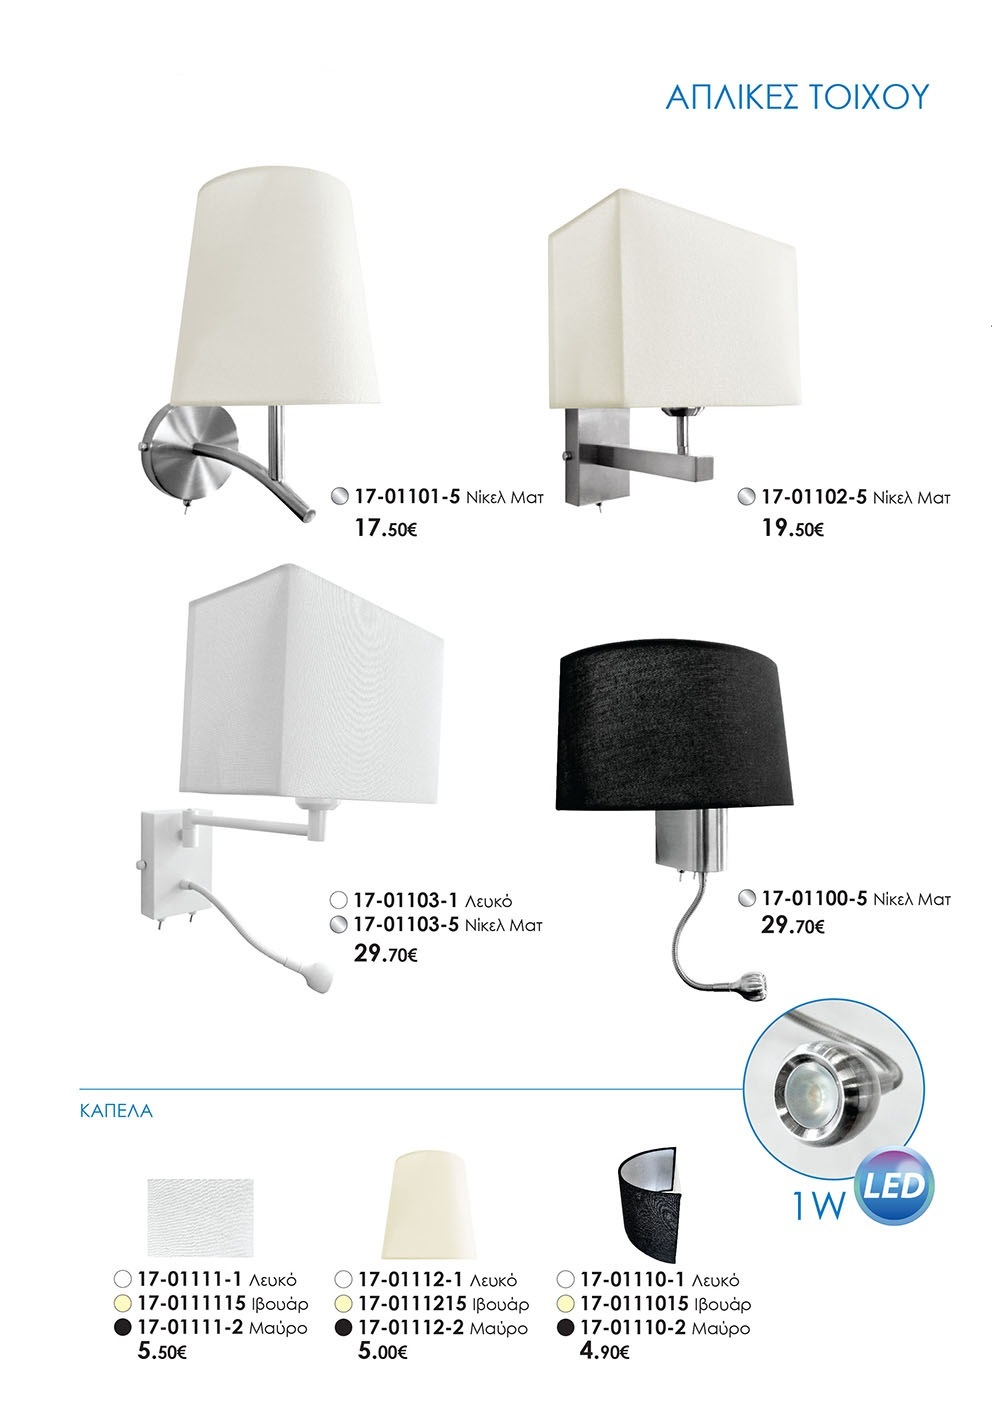 ΑΠΛΙΚΕΣ ΤΟΙΧΟΥ
17-01101-5 Νίκελ Ματ
17.50€
17-01102-5 Νίκελ Ματ
19.50€
17-01103-1 Λευκό
17-01103-5 Νίκελ Ματ
29.70€
17-01100-5 Νίκελ Ματ
29.70€
ΚΑΠΕΛΑ
1W
LED
17-01111-1 Λευκό
17-0111115 Ιβουάρ
17-01111-2 Μαύρο
5.50€
17-01112-1 Λευκό
17-0111215 Ιβουάρ
17-01112-2 Μαύρο
5.00€
17-01110-1 Λευκό
17-0111015 Ιβουάρ
17-01110-2 Μαύρο
4.90€